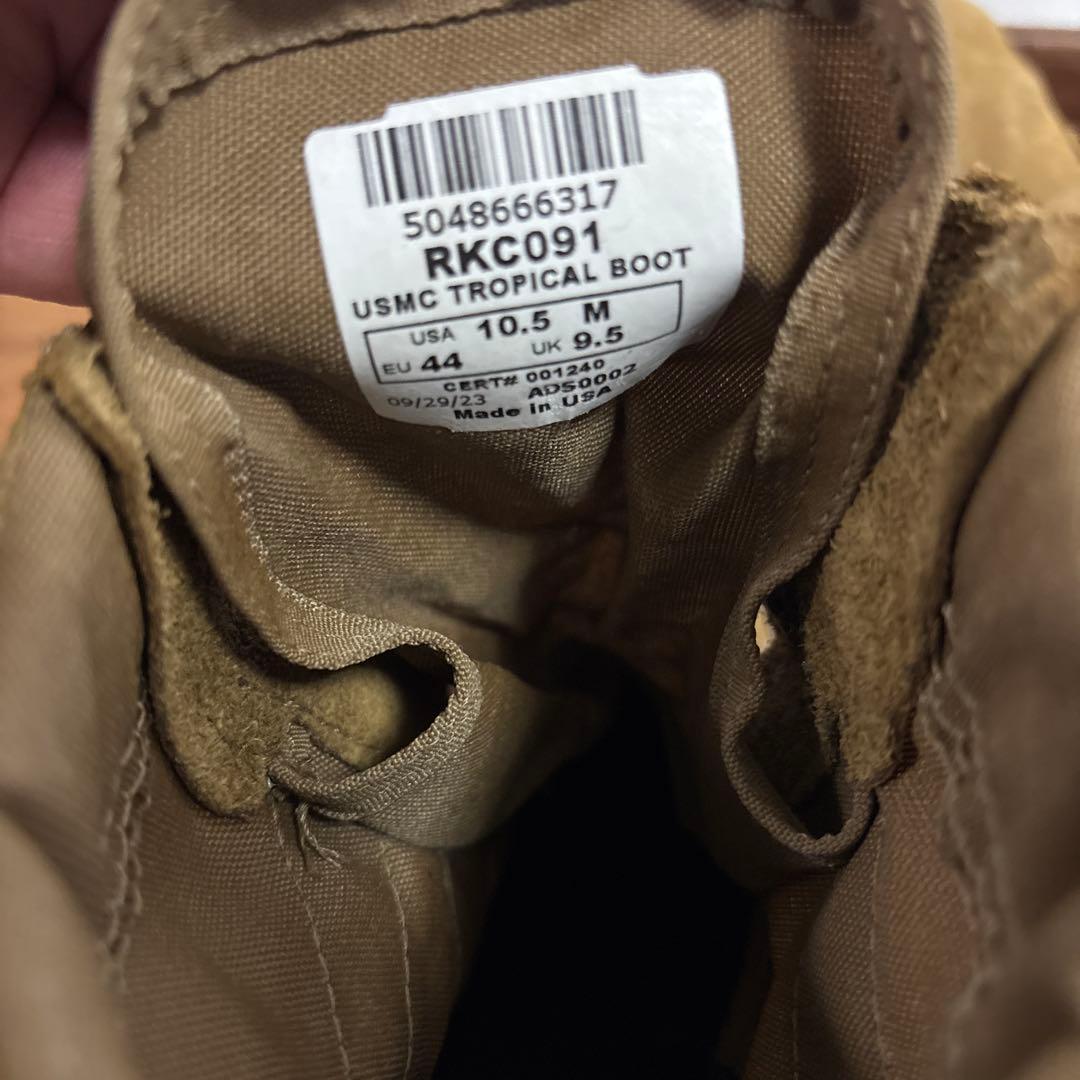 5048666317
RKC091
USMC TROPICAL BOOT
USA 10.5 M
EU 44 UK 9.5
CERT# 001240
09/29/23 ADS0002
Made in USA